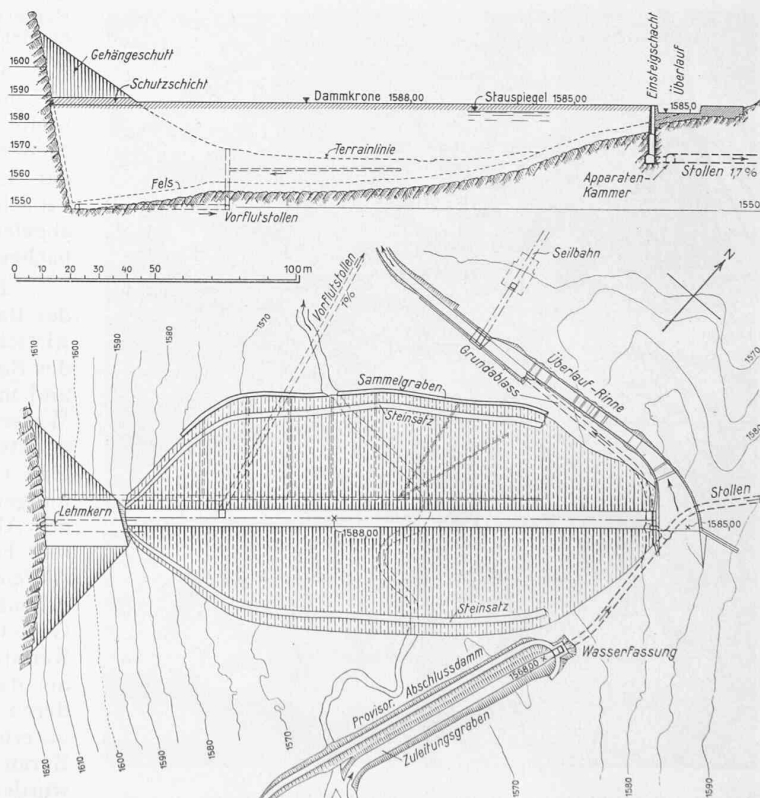 1600
1590
1580
1570
1560
1550
Gehängeschutt
Schutzschicht
Dammkrone 1588,00
Stauspiegel 1585,00
Einsteigschacht
Überlauf
1585,0
Terrainlinie
Fels
Vorflutstollen
Apparaten-
Kammer
Stollen 1,7%
1550
0 10 20 30 40 50 100 m
Vorflutstollen
1%
Seilbahn
N
1610
1600
1590
1580
1570
Grundablass
Überlauf-Rinne
1570
1580
Sammelgraben
Steinsatz
Lehmkern
1588,00
Stollen
1585,00
Steinsatz
Wasserfassung
1568,00
Provisor. Abschlussdamm
Zuleitungsgraben
1620
1610
1600
1590
1580
1570
1570
1580
1590